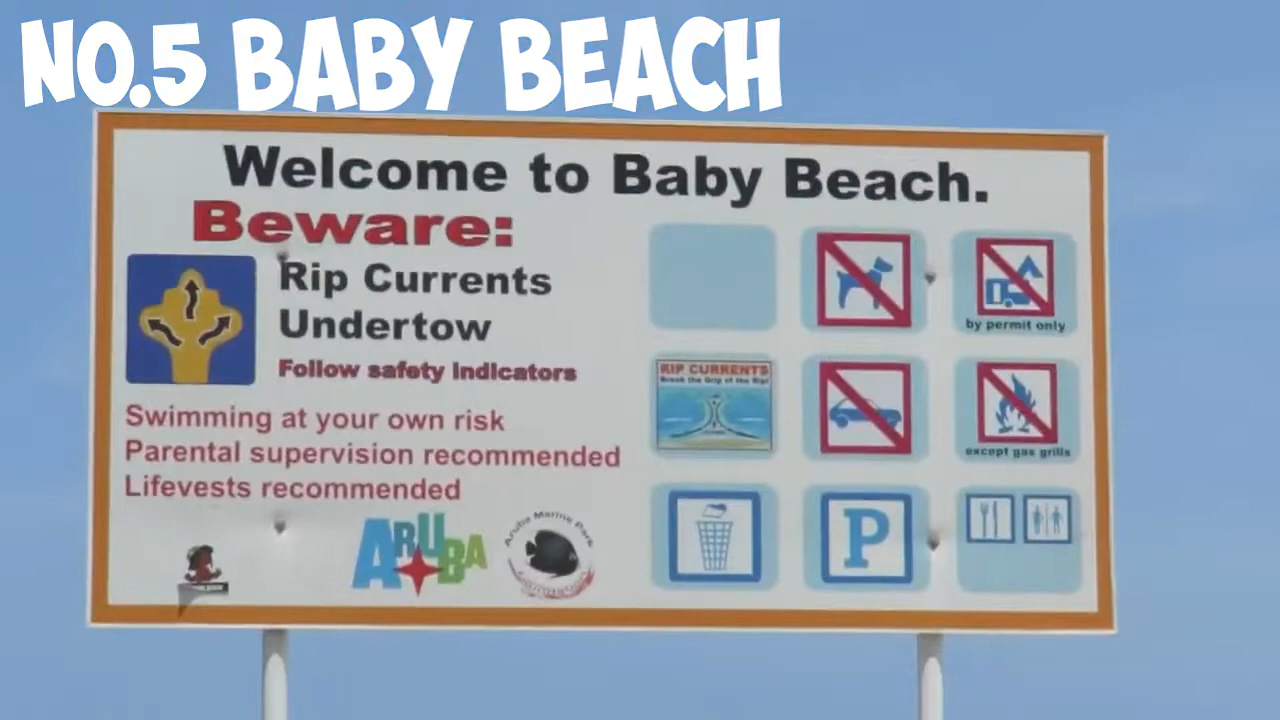 NO.5 BABY BEACH
Welcome to Baby Beach.
Beware:
Rip Currents
Undertow
Follow safety indicators
Swimming at your own risk
Parental supervision recommended
Lifevests recommended
by permit only
RIP CURRENTS
Break the Grip of the Rip!
except gas grills
P
ARUBA
Aruba Marine Park